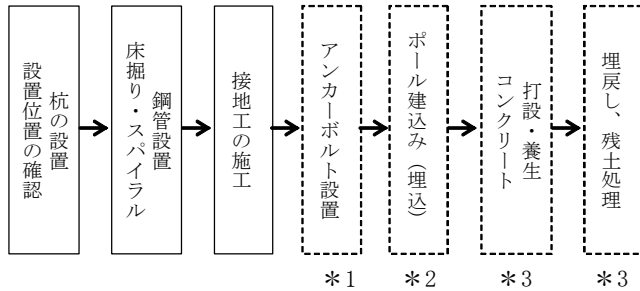 設置位置の確認
杭の設置
床掘り・スパイラル
鋼管設置
接地工の施工
アンカーボルト設置
ポール建込み（埋込）
コンクリート
打設・養生
埋戻し、残土処理
＊1
＊2
＊3
＊3